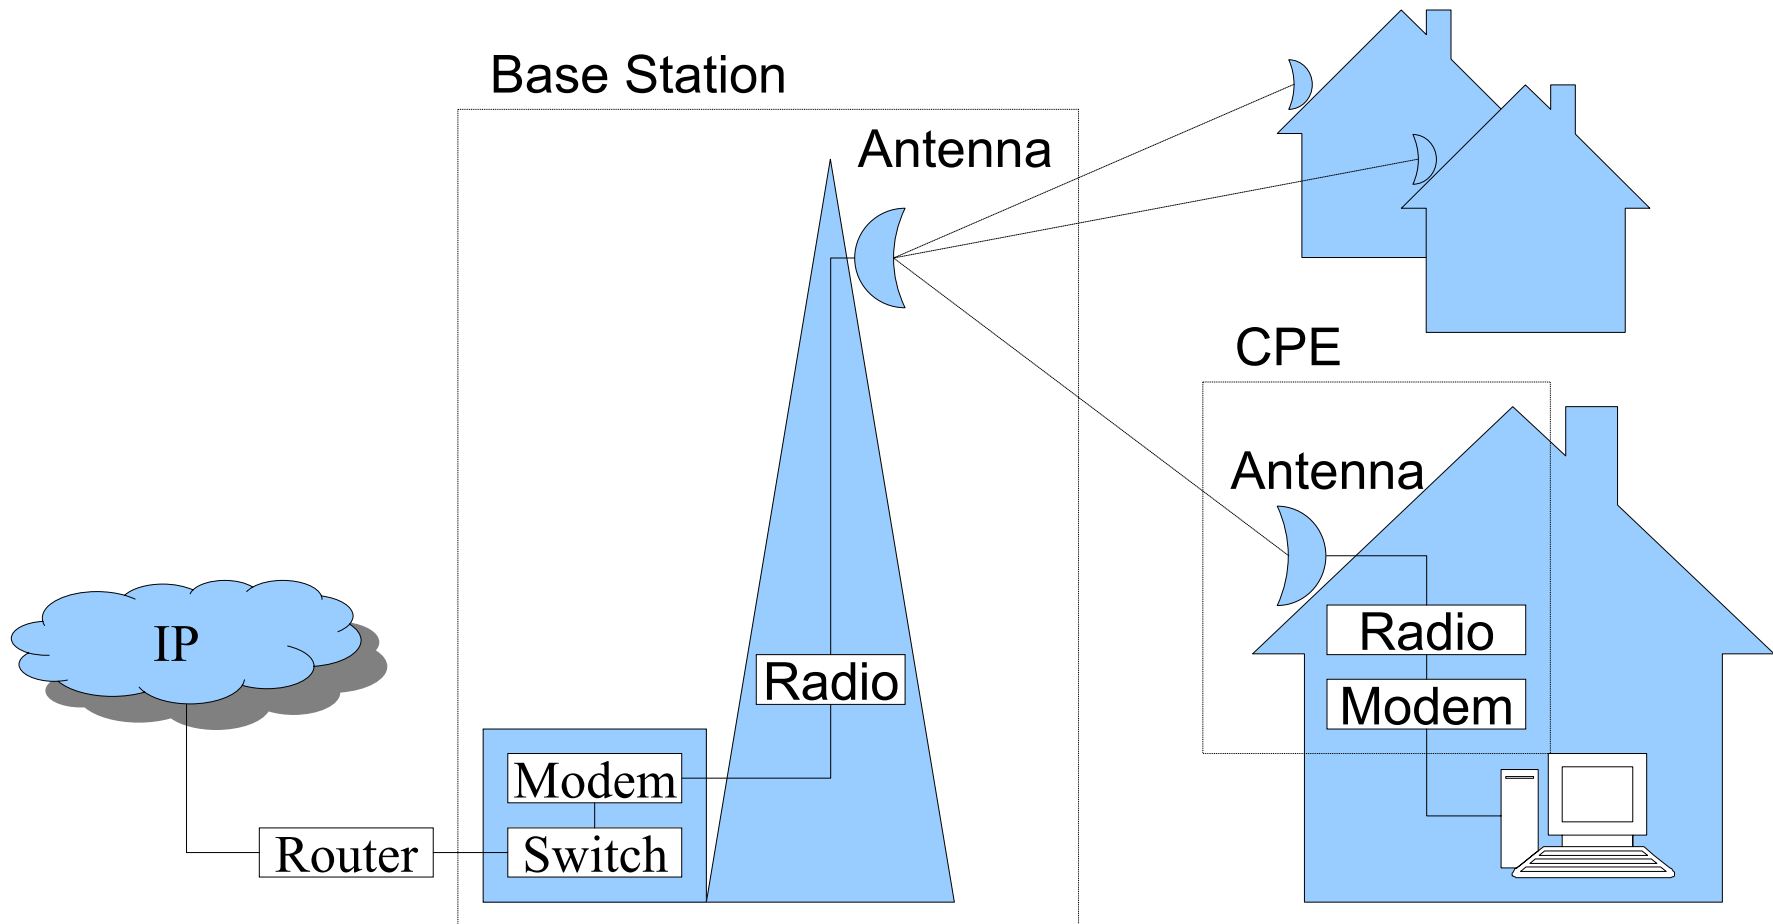 Base Station
Antenna
CPE
Antenna
IP
Radio
Radio
Modem
Modem
Router
Switch